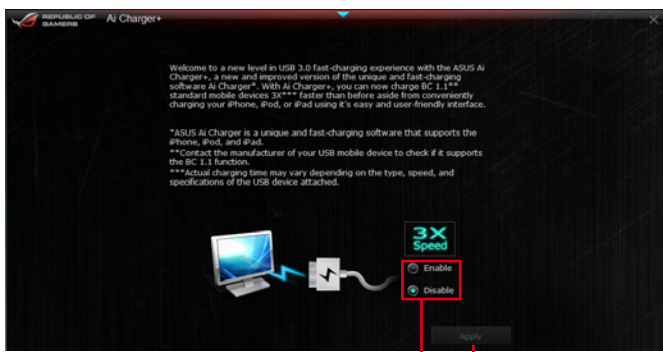 REPUBLIC OF
GAMERS
Ai Charger+
Welcome to a new level in USB 3.0 fast-charging experience with the ASUS Ai
Charger+, a new and improved version of the unique and fast-charging
software Ai Charger*. With Ai Charger+, you can now charge BC 1.1**
standard mobile devices 3X*** faster than before aside from conveniently
charging your iPhone, iPod, or iPad using it's easy and user-friendly interface.
*ASUS Ai Charger is a unique and fast-charging software that supports the
iPhone, iPod, and iPad.
**Contact the manufacturer of your USB mobile device to check if it supports
the BC 1.1 function.
***Actual charging time may vary depending on the type, speed, and
specifications of the USB device attached.
3X
Speed
Enable
Disable
Apply